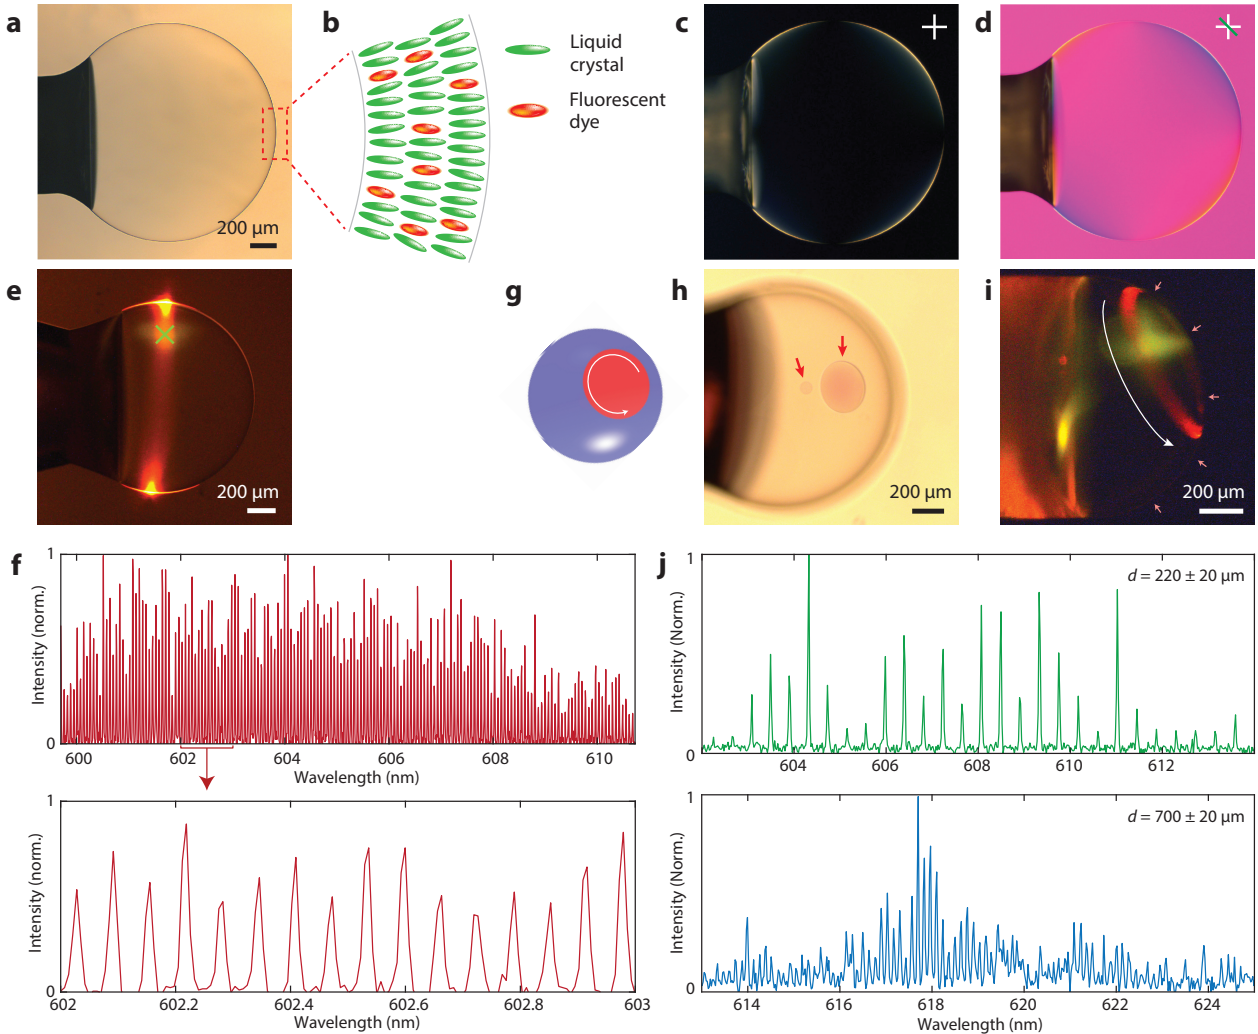 a
200 µm
b
Liquid
crystal
Fluorescent
dye
c
d
e
200 µm
g
h
200 µm
i
200 µm
f
1
0
Intensity (norm.)
600
602
604
606
608
610
Wavelength (nm)
1
0
Intensity (norm.)
602
602.2
602.4
602.6
602.8
603
Wavelength (nm)
j
d = 220 ± 20 µm
1
0
Intensity (Norm.)
604
606
608
610
612
Wavelength (nm)
d = 700 ± 20 µm
1
0
Intensity (Norm.)
614
616
618
620
622
624
Wavelength (nm)